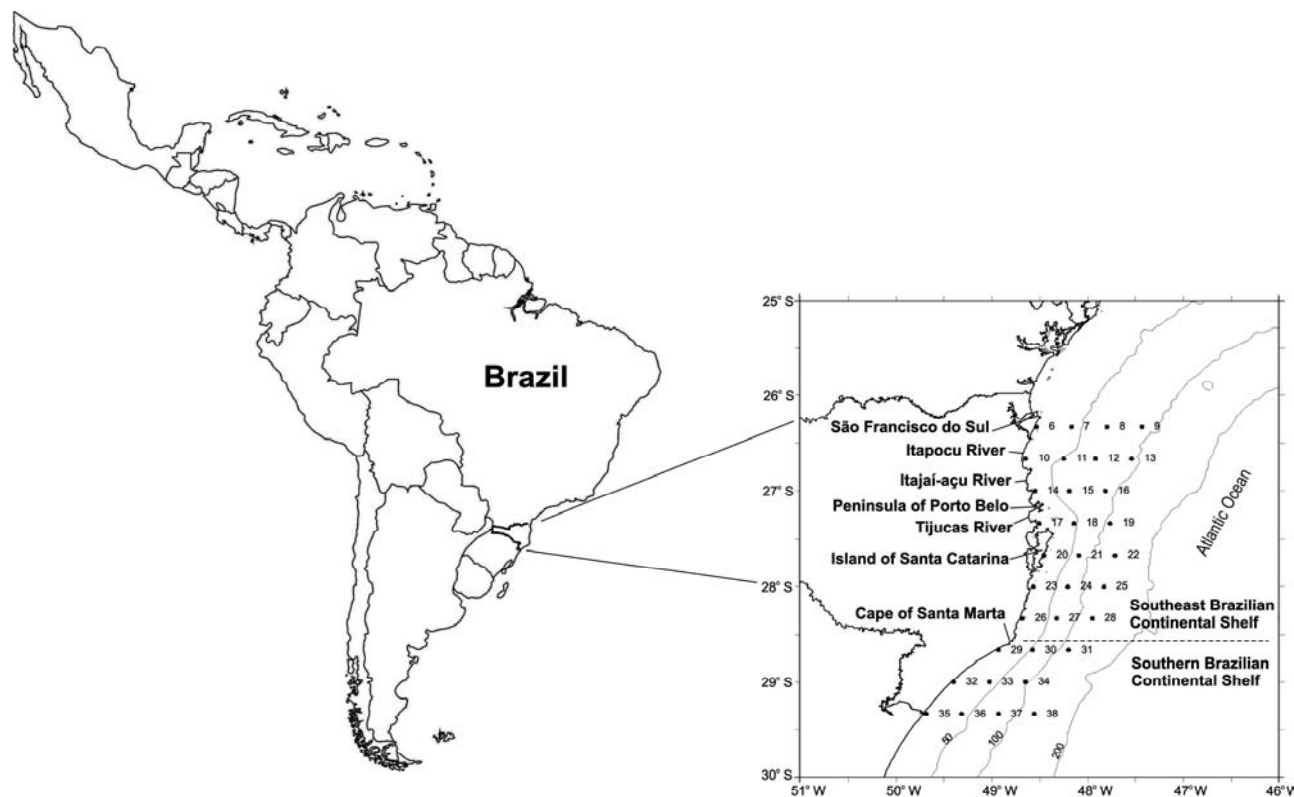 Brazil
25° S
26° S
São Francisco do Sul
6 7 8 9
Itapocu River
10 11 12 13
Itajaí-açu River
27° S
14 15 16
Peninsula of Porto Belo
Tijucas River
17 18 19
Atlantic Ocean
Island of Santa Catarina
20 21 22
28° S
23 24 25
Cape of Santa Marta
26 27 28
Southeast Brazilian
Continental Shelf
29 30 31
Southern Brazilian
Continental Shelf
29° S
32 33 34
35 36 37 38
50
100
200
30° S
51° W 50° W 49° W 48° W 47° W 46° W